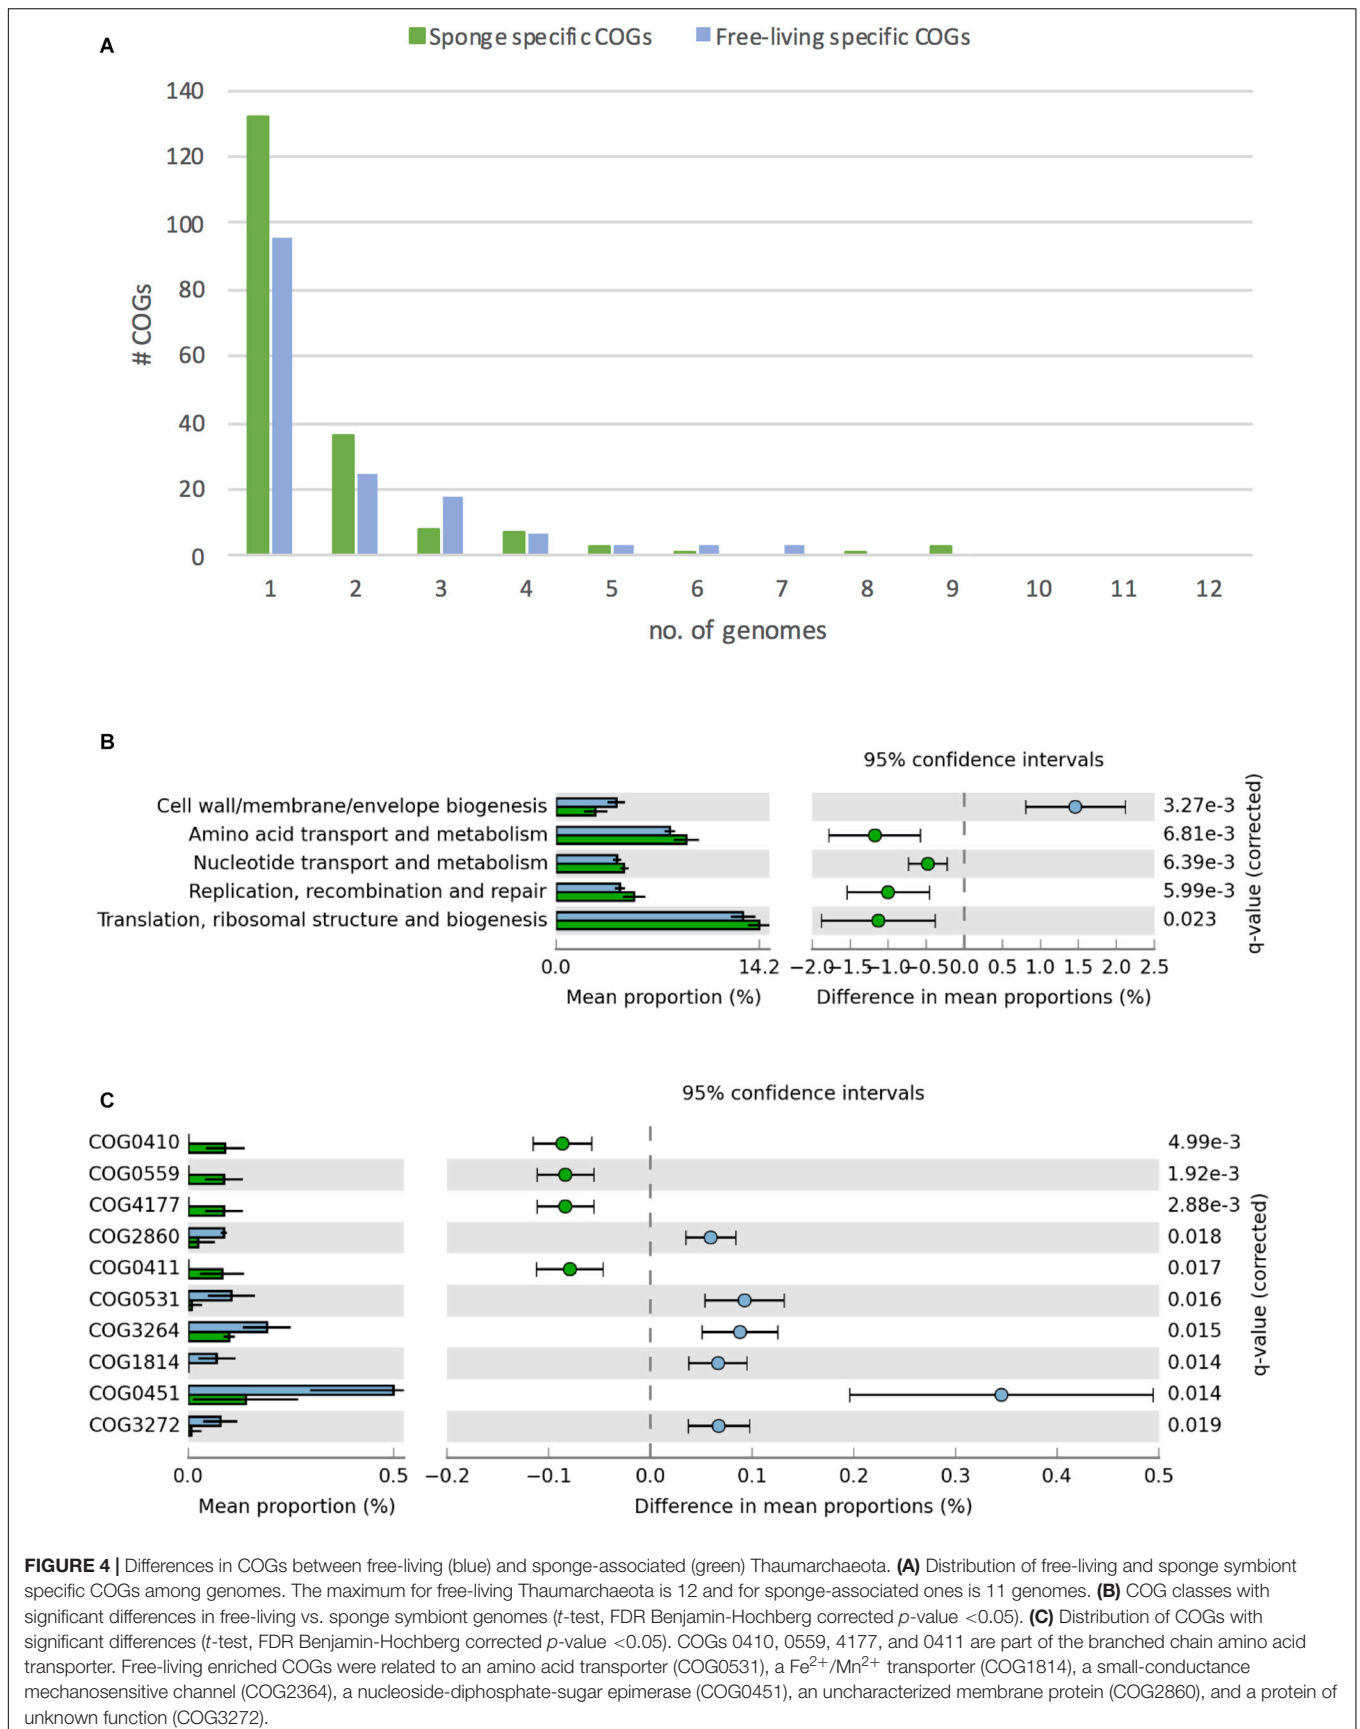 A
Sponge specific COGs
Free-living specific COGs
140
120
100
80
60
40
20
0
# COGs
1 2 3 4 5 6 7 8 9 10 11 12
no. of genomes
B
95% confidence intervals
Cell wall/membrane/envelope biogenesis 3.27e-3
Amino acid transport and metabolism 6.81e-3
Nucleotide transport and metabolism 6.39e-3
Replication, recombination and repair 5.99e-3
Translation, ribosomal structure and biogenesis 0.023
q-value (corrected)
0.0 14.2 −2.0 −1.5 −1.0 −0.5 0.0 0.5 1.0 1.5 2.0 2.5
Mean proportion (%) Difference in mean proportions (%)
C
95% confidence intervals
COG0410 4.99e-3
COG0559 1.92e-3
COG4177 2.88e-3
COG2860 0.018
COG0411 0.017
COG0531 0.016
COG3264 0.015
COG1814 0.014
COG0451 0.014
COG3272 0.019
q-value (corrected)
0.0 0.5 −0.2 −0.1 0.0 0.1 0.2 0.3 0.4 0.5
Mean proportion (%) Difference in mean proportions (%)
FIGURE 4 | Differences in COGs between free-living (blue) and sponge-associated (green) Thaumarchaeota. (A) Distribution of free-living and sponge symbiont
specific COGs among genomes. The maximum for free-living Thaumarchaeota is 12 and for sponge-associated ones is 11 genomes. (B) COG classes with
significant differences in free-living vs. sponge symbiont genomes (t-test, FDR Benjamin-Hochberg corrected p-value <0.05). (C) Distribution of COGs with
significant differences (t-test, FDR Benjamin-Hochberg corrected p-value <0.05). COGs 0410, 0559, 4177, and 0411 are part of the branched chain amino acid
transporter. Free-living enriched COGs were related to an amino acid transporter (COG0531), a Fe²⁺/Mn²⁺ transporter (COG1814), a small-conductance
mechanosensitive channel (COG2364), a nucleoside-diphosphate-sugar epimerase (COG0451), an uncharacterized membrane protein (COG2860), and a protein of
unknown function (COG3272).